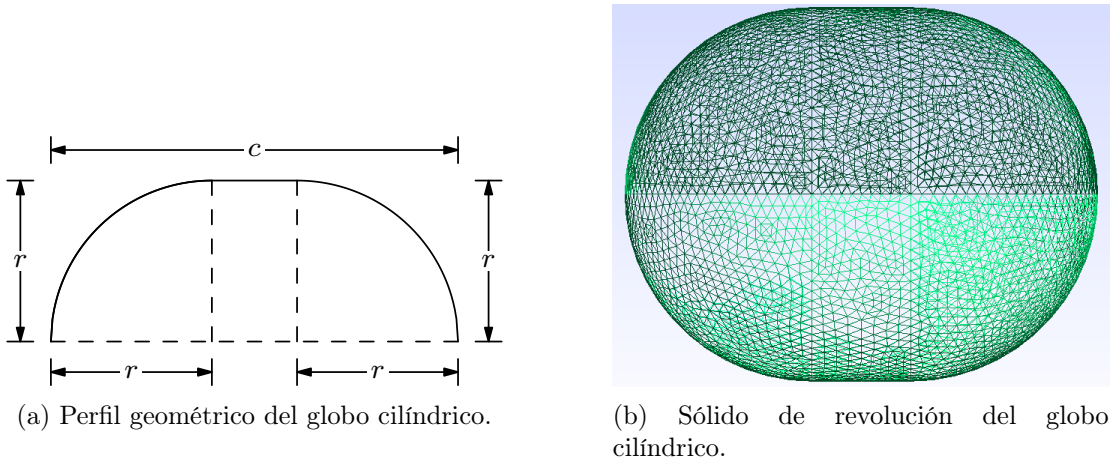 c
r
r
r
r
(a) Perfil geométrico del globo cilíndrico.
(b) Sólido de revolución del globo
cilíndrico.